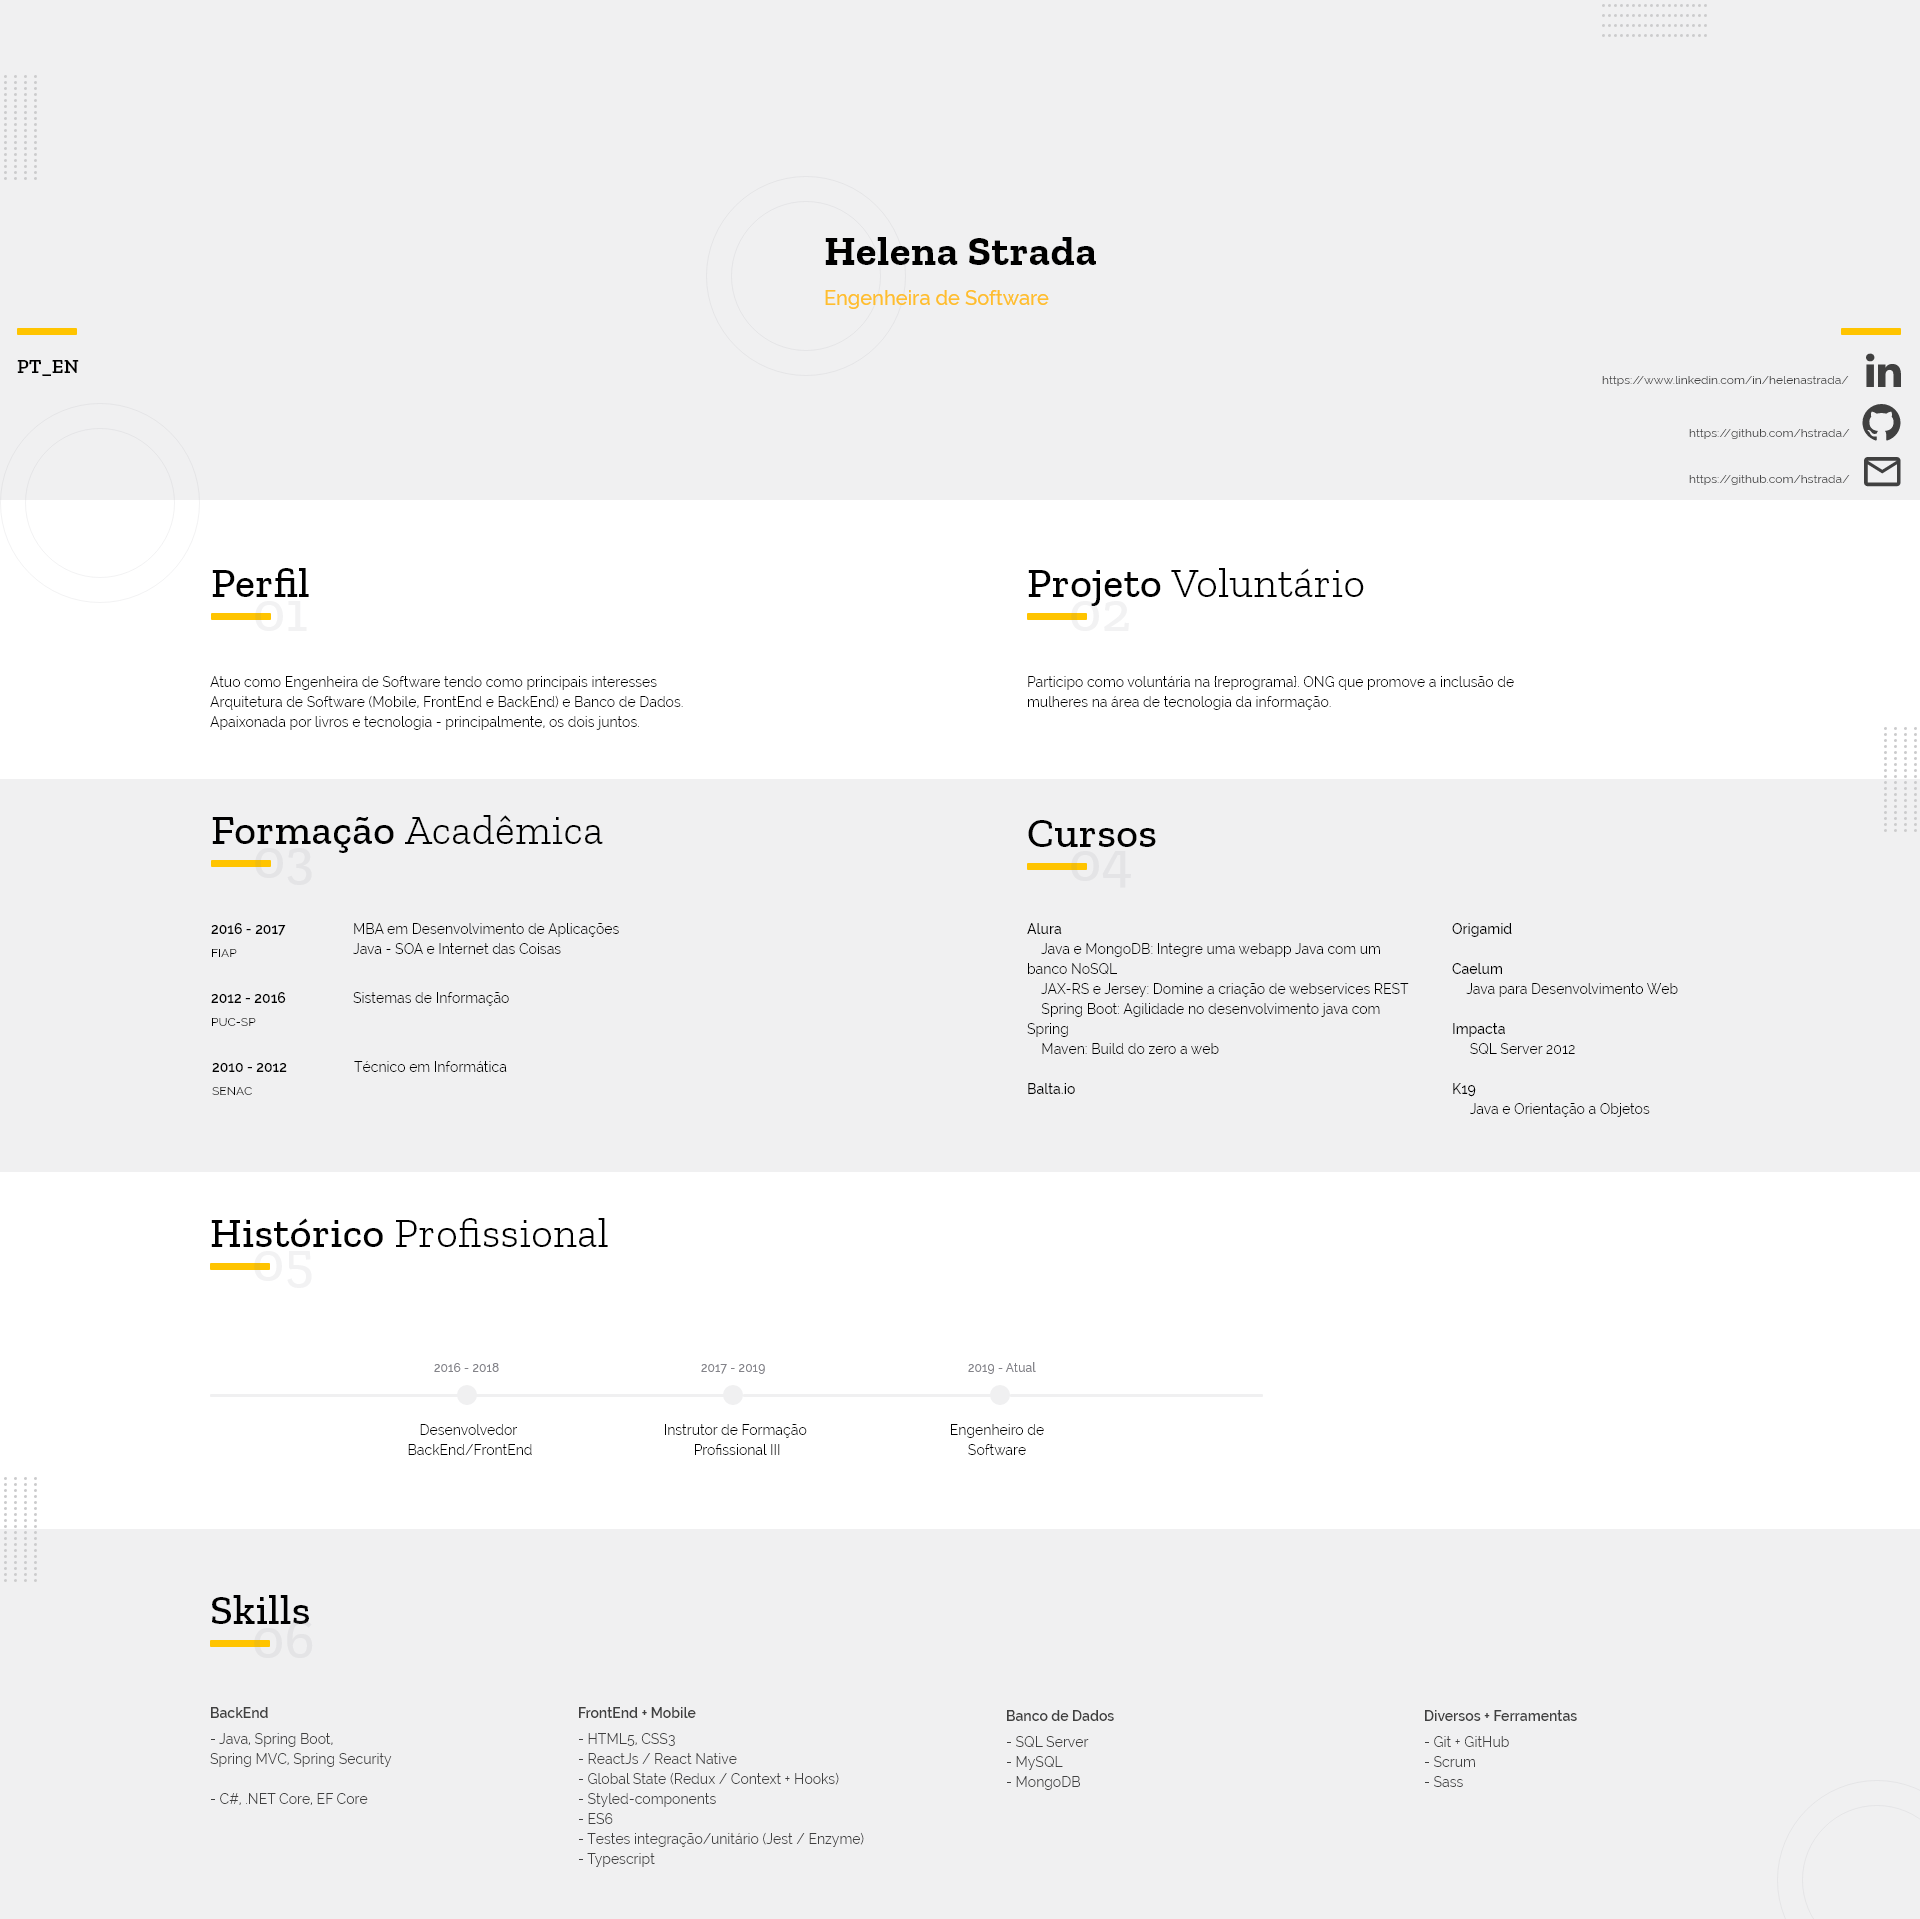 Helena Strada
Engenheira de Software
PT_EN
https://www.linkedin.com/in/helenastrada/
https://github.com/hstrada/
https://github.com/hstrada/
Perfil
01
Atuo como Engenheira de Software tendo como principais interesses
Arquitetura de Software (Mobile, FrontEnd e BackEnd) e Banco de Dados.
Apaixonada por livros e tecnologia - principalmente, os dois juntos.
Projeto Voluntário
02
Participo como voluntária na [reprograma]. ONG que promove a inclusão de
mulheres na área de tecnologia da informação.
Formação Acadêmica
03
2016 - 2017
FIAP
MBA em Desenvolvimento de Aplicações
Java - SOA e Internet das Coisas
2012 - 2016
PUC-SP
Sistemas de Informação
2010 - 2012
SENAC
Técnico em Informática
Cursos
04
Alura
Java e MongoDB: Integre uma webapp Java com um
banco NoSQL
JAX-RS e Jersey: Domine a criação de webservices REST
Spring Boot: Agilidade no desenvolvimento java com
Spring
Maven: Build do zero a web
Balta.io
Origamid
Caelum
Java para Desenvolvimento Web
Impacta
SQL Server 2012
K19
Java e Orientação a Objetos
Histórico Profissional
05
2016 - 2018
Desenvolvedor
BackEnd/FrontEnd
2017 - 2019
Instrutor de Formação
Profissional III
2019 - Atual
Engenheiro de
Software
Skills
06
BackEnd
- Java, Spring Boot,
Spring MVC, Spring Security
- C#, .NET Core, EF Core
FrontEnd + Mobile
- HTML5, CSS3
- ReactJs / React Native
- Global State (Redux / Context + Hooks)
- Styled-components
- ES6
- Testes integração/unitário (Jest / Enzyme)
- Typescript
Banco de Dados
- SQL Server
- MySQL
- MongoDB
Diversos + Ferramentas
- Git + GitHub
- Scrum
- Sass